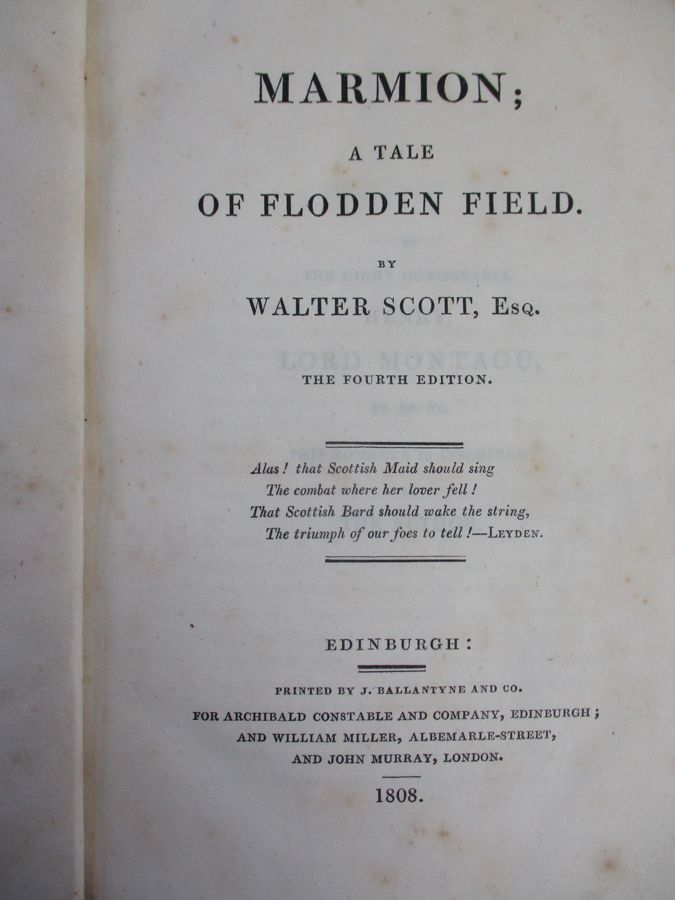 MARMION;
A TALE
OF FLODDEN FIELD.
BY
WALTER SCOTT, Esq.
THE FOURTH EDITION.
Alas! that Scottish Maid should sing
The combat where her lover fell!
That Scottish Bard should wake the string,
The triumph of our foes to tell!—Leyden.
EDINBURGH:
PRINTED BY J. BALLANTYNE AND CO.
FOR ARCHIBALD CONSTABLE AND COMPANY, EDINBURGH;
AND WILLIAM MILLER, ALBEMARLE-STREET,
AND JOHN MURRAY, LONDON.
1808.